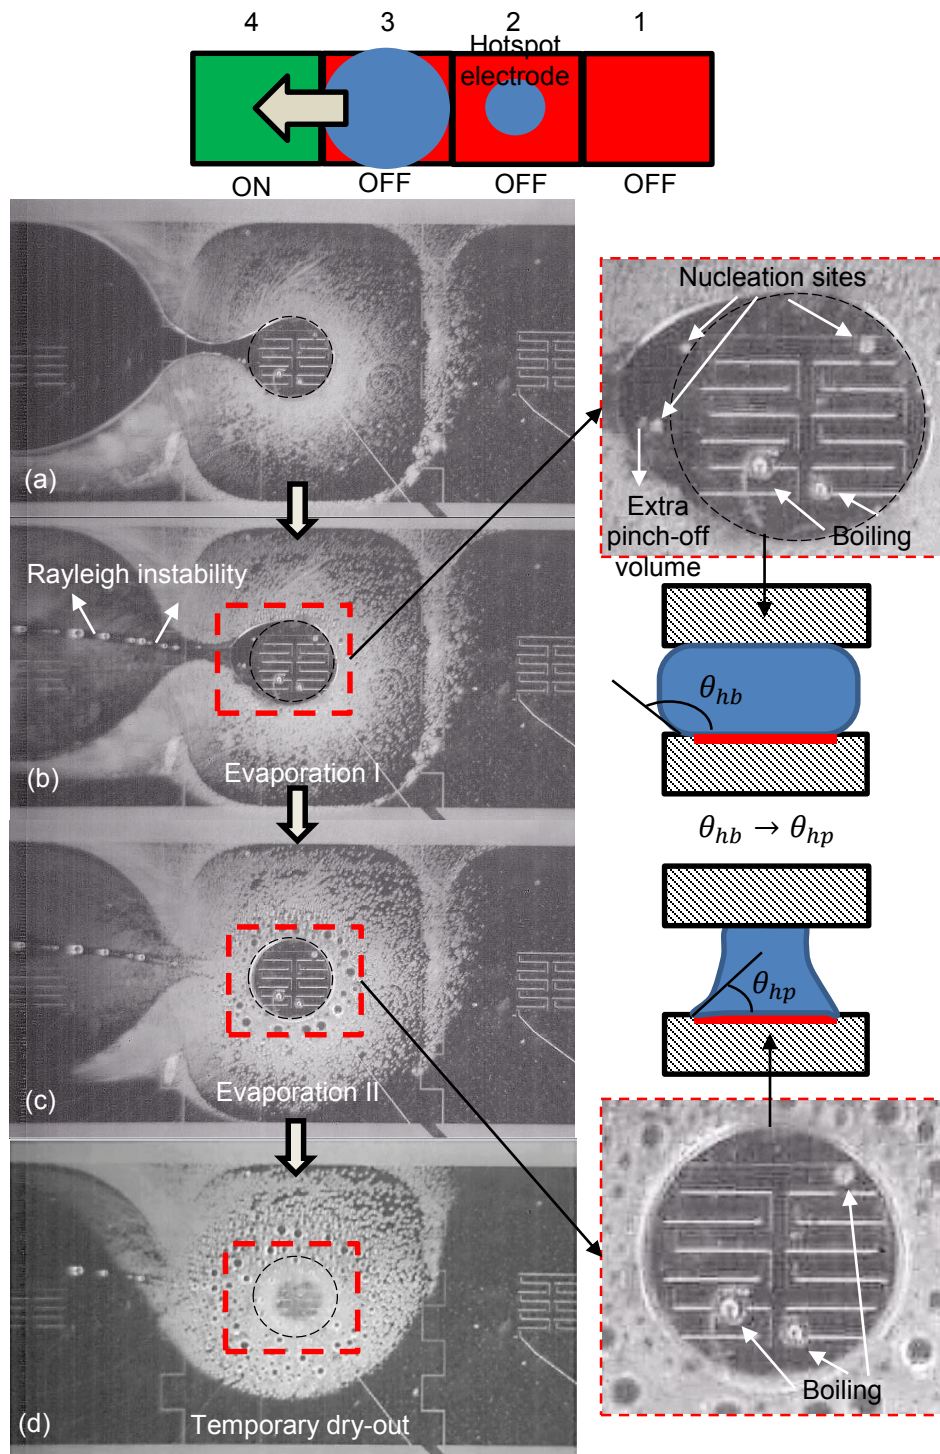 4 3 2 1
Hotspot
electrode
ON OFF OFF OFF
Nucleation sites
(a)
Extra
pinch-off
volume
Boiling
Rayleigh instability
θhb
(b)
Evaporation I
θhb → θhp
θhp
(c)
Evaporation II
Boiling
(d)
Temporary dry-out